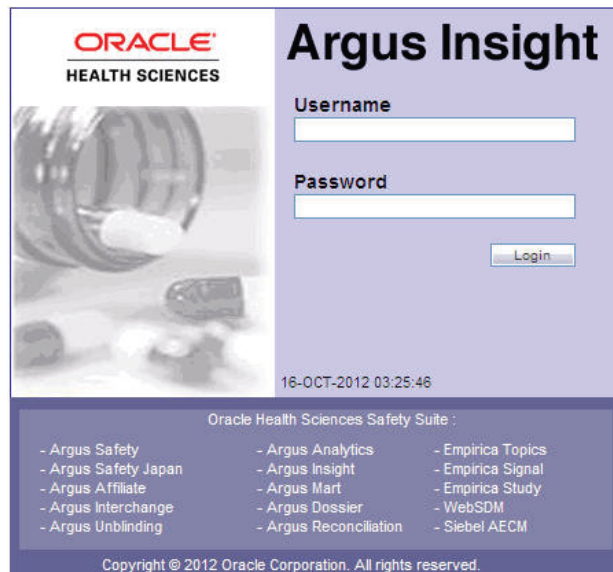 ORACLE
HEALTH SCIENCES
Argus Insight
Username
Password
Login
16-OCT-2012 03:25:46
Oracle Health Sciences Safety Suite :
- Argus Safety
- Argus Safety Japan
- Argus Affiliate
- Argus Interchange
- Argus Unblinding
- Argus Analytics
- Argus Insight
- Argus Mart
- Argus Dossier
- Argus Reconciliation
- Empirica Topics
- Empirica Signal
- Empirica Study
- WebSDM
- Siebel AECM
Copyright © 2012 Oracle Corporation. All rights reserved.